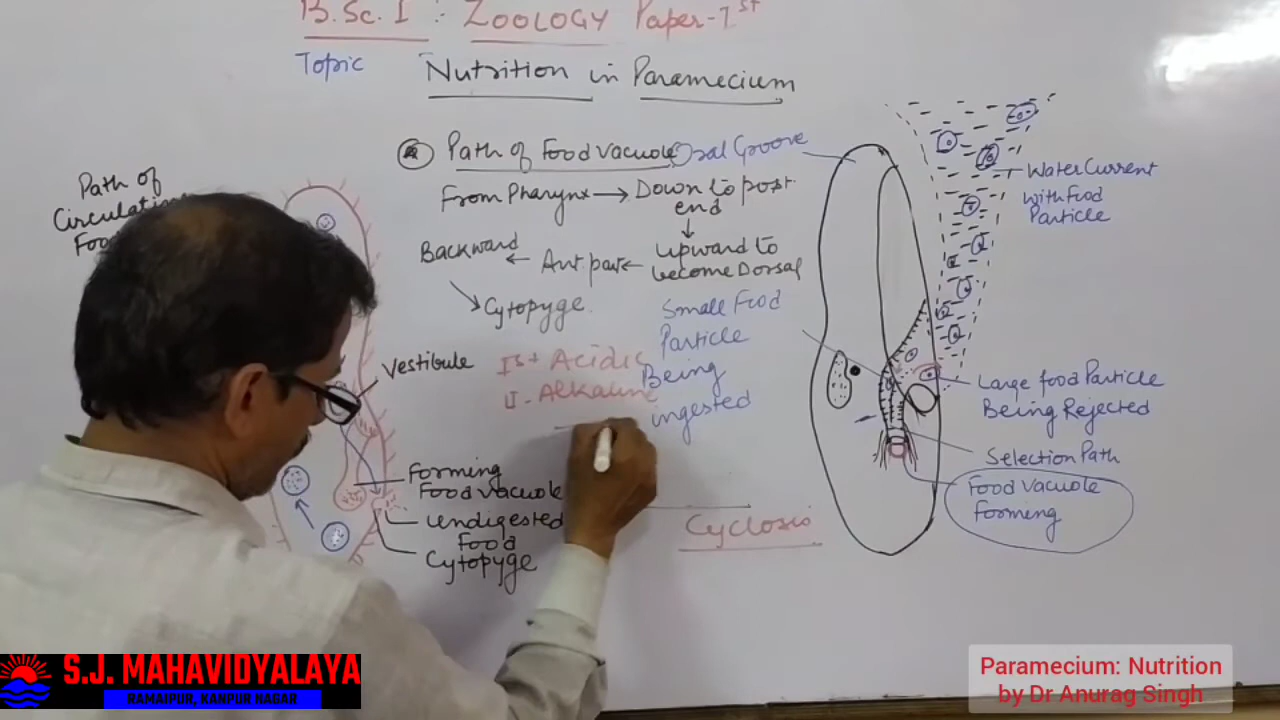 B.Sc. I : ZOOLOGY Paper-Ist
Topic
Nutrition in Paramecium
Path of Food Vacuole
Oral Groove
From Pharynx → Down to post.
end
Upward to
become Dorsal
Ant. part
Backward
Cytopyge
Ist Acidic
II - Alkaline
Small Food
Particle
Being
ingested
Cyclosis
Path of
Food
Vestibule
Forming
Food Vacuole
Undigested
Food
Cytopyge
Water Current
with Food
Particle
Large food Particle
Being Rejected
Selection Path
Food Vacuole
Forming
S.J. MAHAVIDYALAYA
RAMAIPUR, KANPUR NAGAR
Paramecium: Nutrition
by Dr Anurag Singh